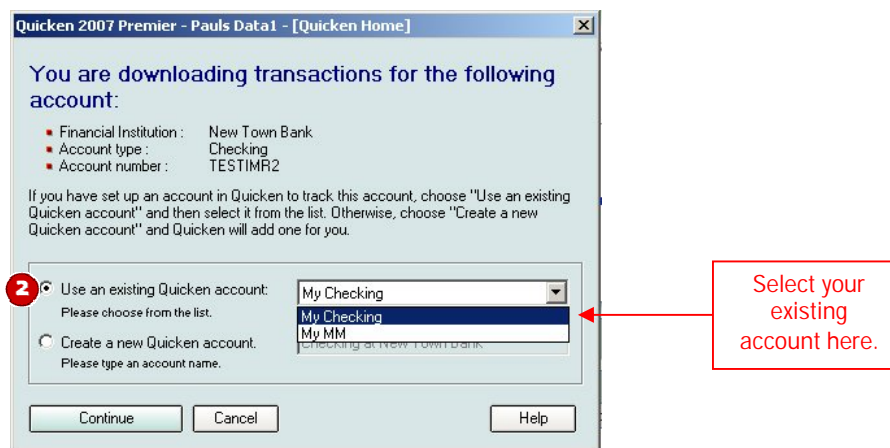 Quicken 2007 Premier - Pauls Data1 - [Quicken Home]
You are downloading transactions for the following
account:
Financial Institution : New Town Bank
Account type : Checking
Account number : TESTIMR2
If you have set up an account in Quicken to track this account, choose "Use an existing
Quicken account" and then select it from the list. Otherwise, choose "Create a new
Quicken account" and Quicken will add one for you.
2 Use an existing Quicken account: My Checking
Please choose from the list.
My Checking
My MM
Create a new Quicken account. Checking at New Town Bank
Please type an account name.
Continue Cancel Help
Select your
existing
account here.